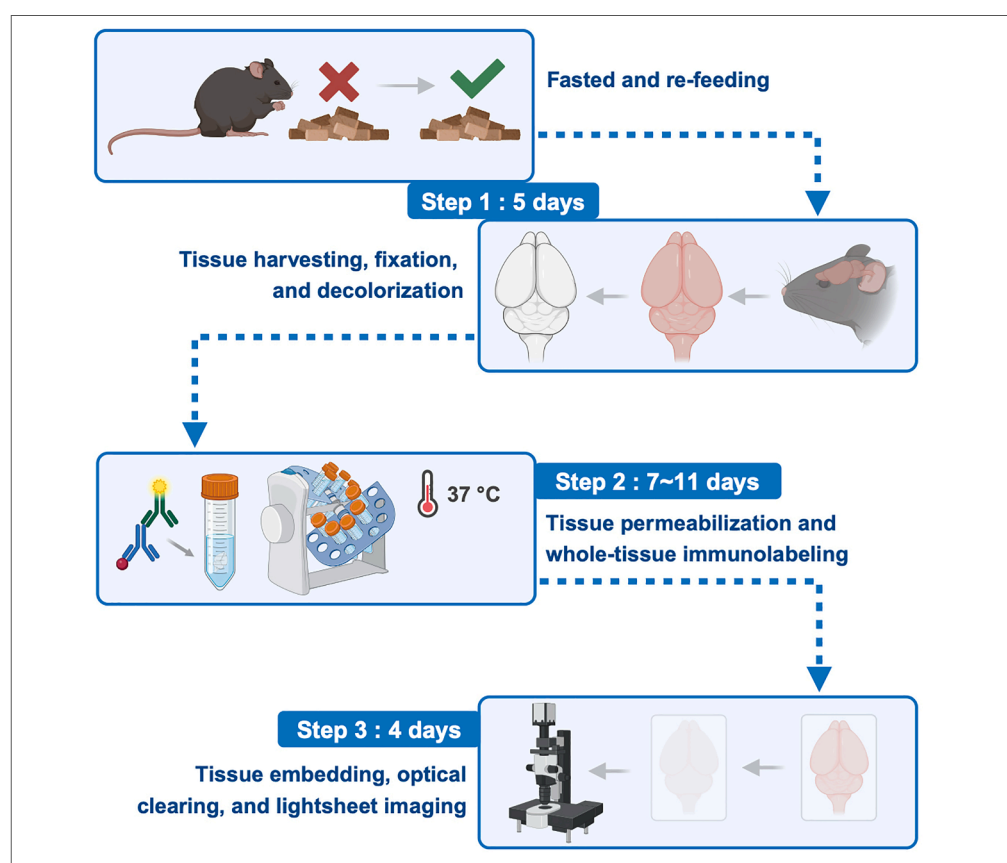 Fasted and re-feeding
Step 1 : 5 days
Tissue harvesting, fixation,
and decolorization
37 °C
Step 2 : 7~11 days
Tissue permeabilization and
whole-tissue immunolabeling
Step 3 : 4 days
Tissue embedding, optical
clearing, and lightsheet imaging